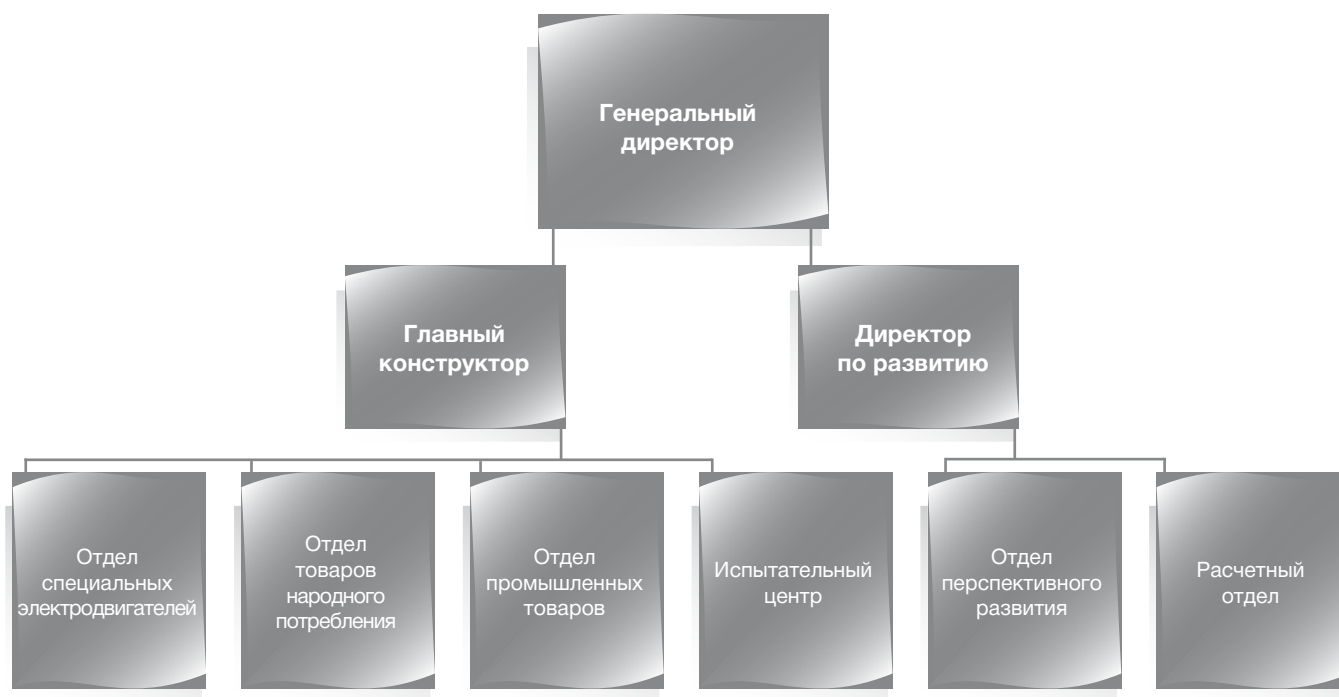 Генеральный
директор
Главный
конструктор
Директор
по развитию
Отдел
специальных
электродвигателей
Отдел
товаров
народного
потребления
Отдел
промышленных
товаров
Испытательный
центр
Отдел
перспективного
развития
Расчетный
отдел